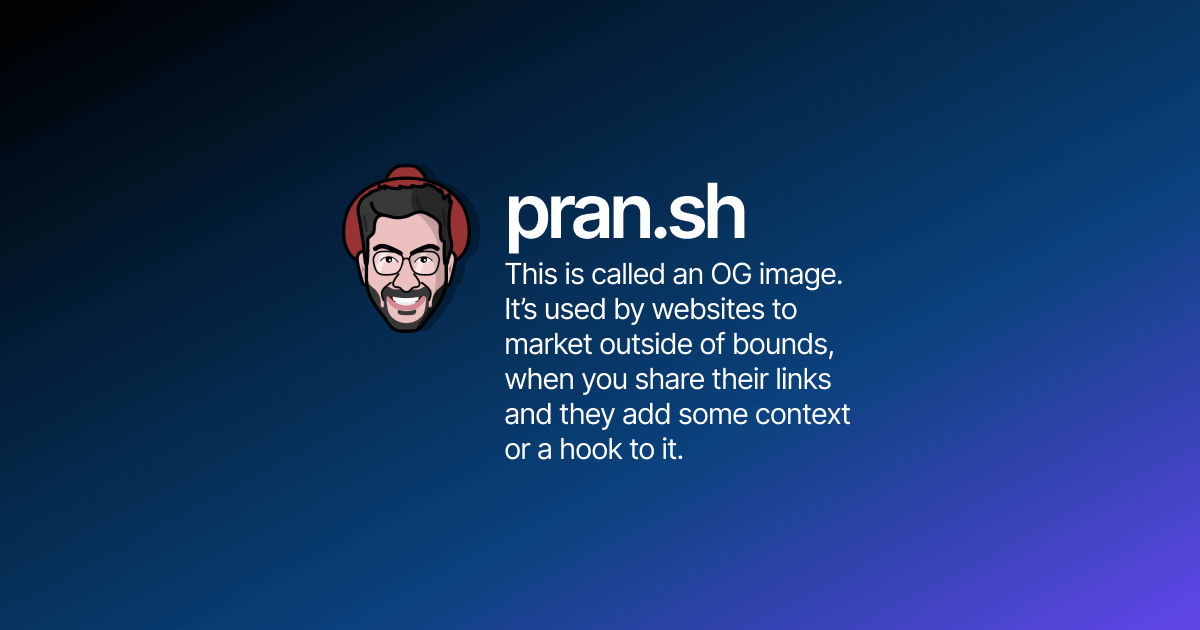 pran.sh
This is called an OG image.
It’s used by websites to
market outside of bounds,
when you share their links
and they add some context
or a hook to it.